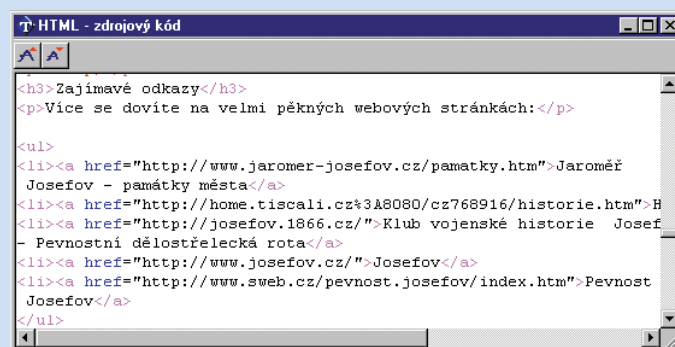 HTML - zdrojový kód
<h3>Zajímavé odkazy</h3>
<p>Více se dovíte na velmi pěkných webových stránkách:</p>
<ul>
<li><a href="http://www.jaromer-josefov.cz/pamatky.htm">Jaroměř
Josefov - památky města</a>
<li><a href="http://home.tiscali.cz%3A8080/cz768916/historie.htm">H
<li><a href="http://josefov.1866.cz/">Klub vojenské historie  Josef
- Pevnostní dělostřelecká rota</a>
<li><a href="http://www.josefov.cz/">Josefov</a>
<li><a href="http://www.sweb.cz/pevnost.josefov/index.htm">Pevnost
Josefov</a>
</ul>